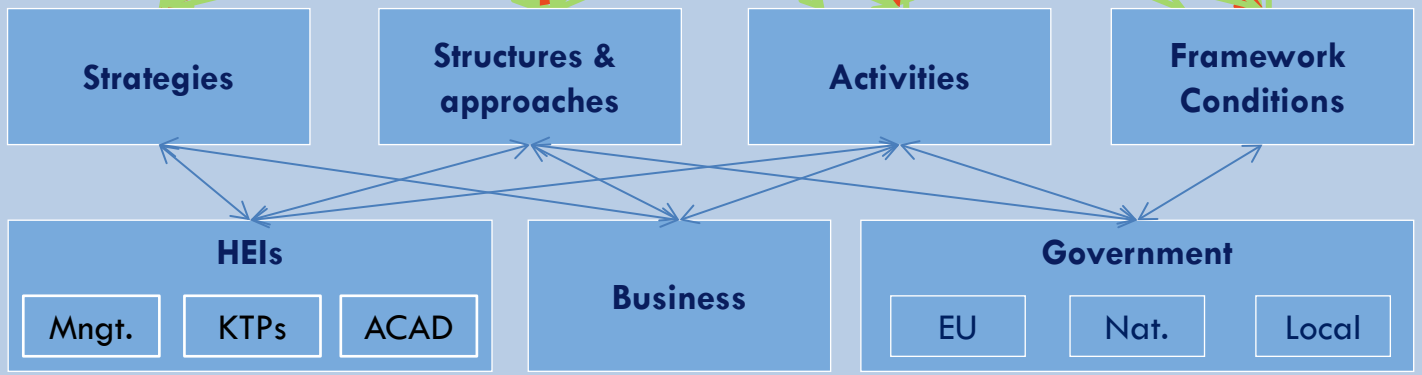 Strategies
Structures &
approaches
Activities
Framework
Conditions
HEIs
Mngt.
KTPs
ACAD
Business
Government
EU
Nat.
Local